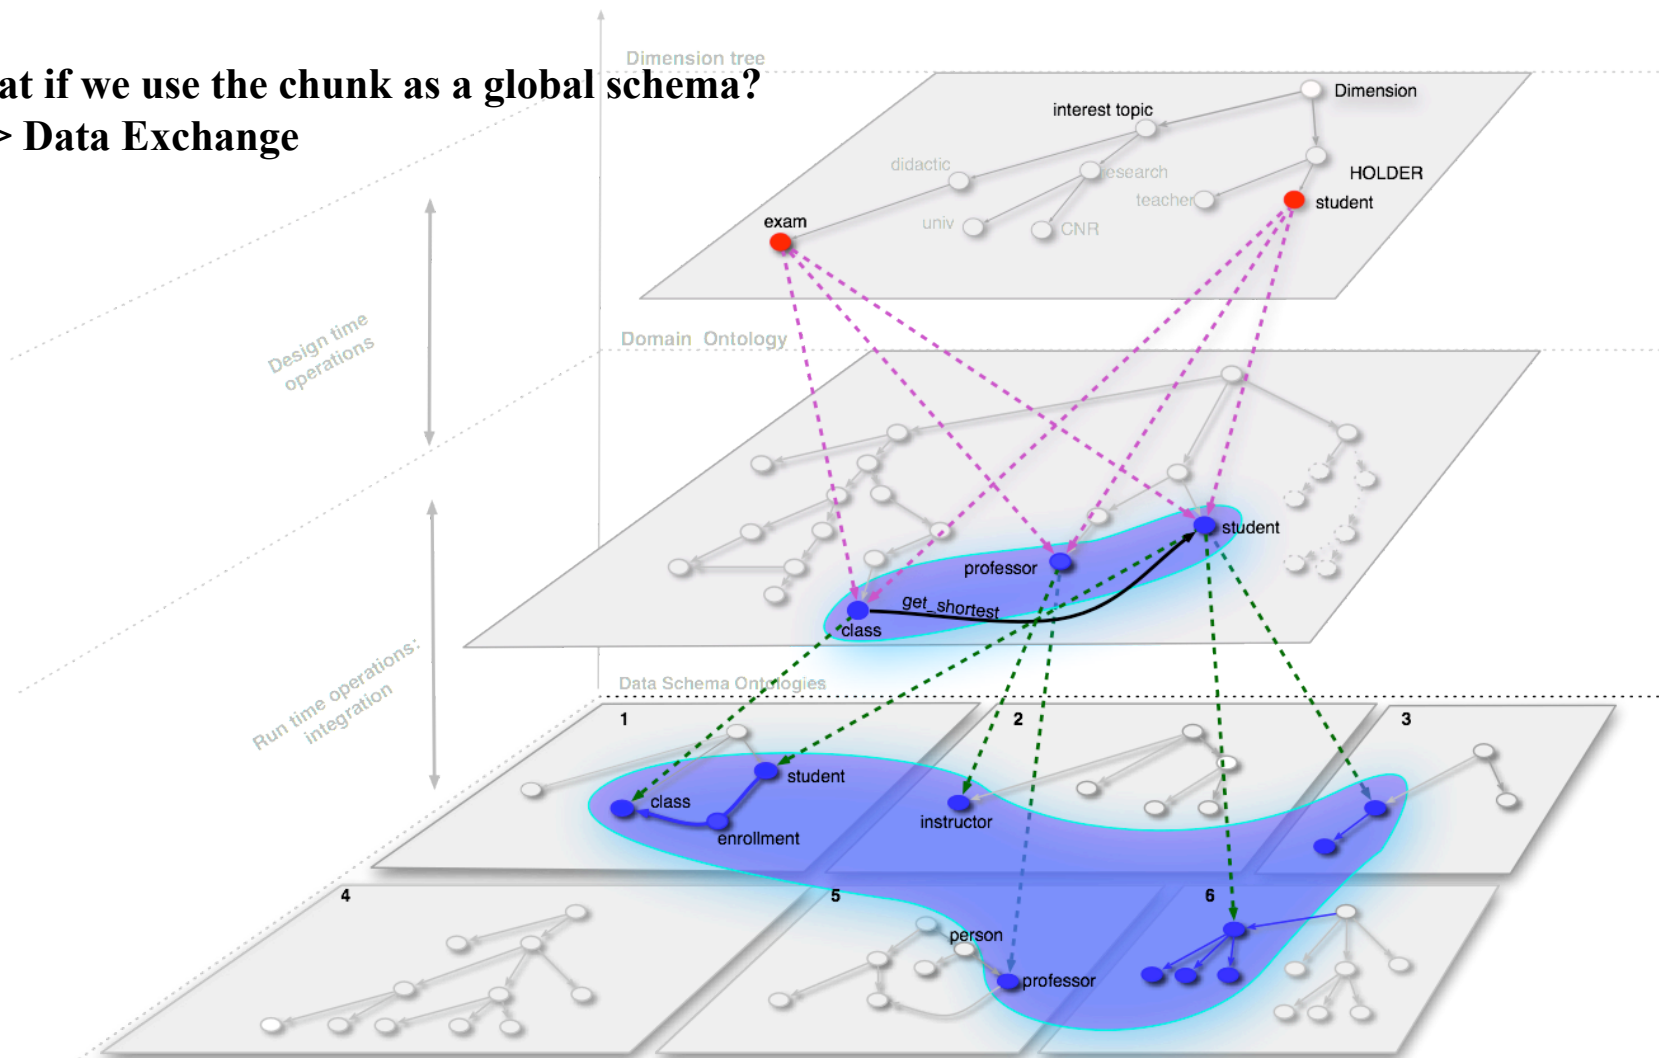 at if we use the chunk as a global schema?
> Data Exchange
Dimension tree
Dimension
interest topic
didactic
esearch
HOLDER
teacher
student
exam
univ
CNR
Design time
operations
Domain Ontology
student
professor
get_shortest
class
Run time operations:
integration
Data Schema Ontologies
1
2
3
student
class
enrollment
instructor
4
5
6
person
professor